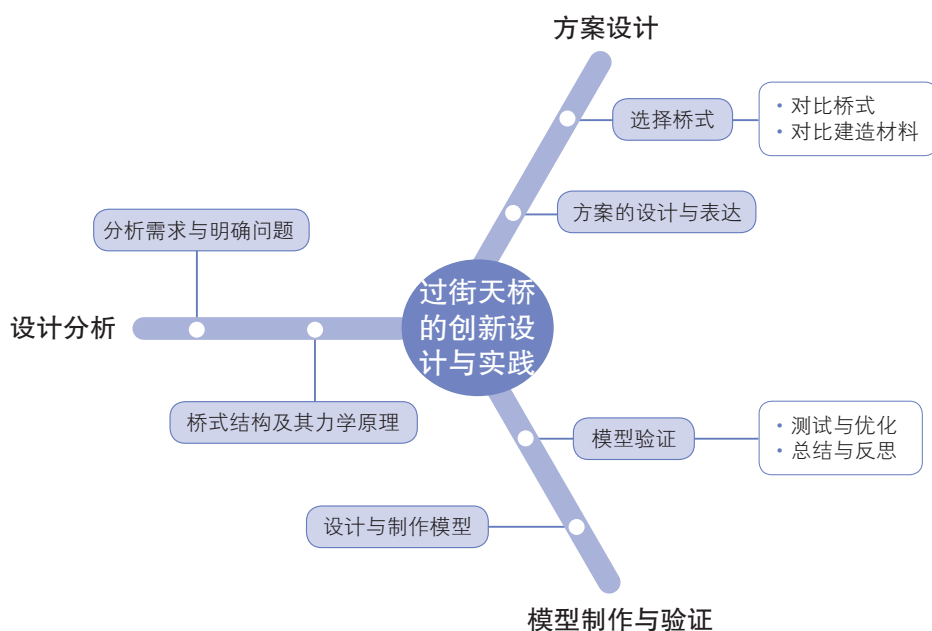 方案设计
选择桥式
• 对比桥式
• 对比建造材料
方案的设计与表达
分析需求与明确问题
过街天桥
的创新设
计与实践
设计分析
桥式结构及其力学原理
模型验证
• 测试与优化
• 总结与反思
设计与制作模型
模型制作与验证